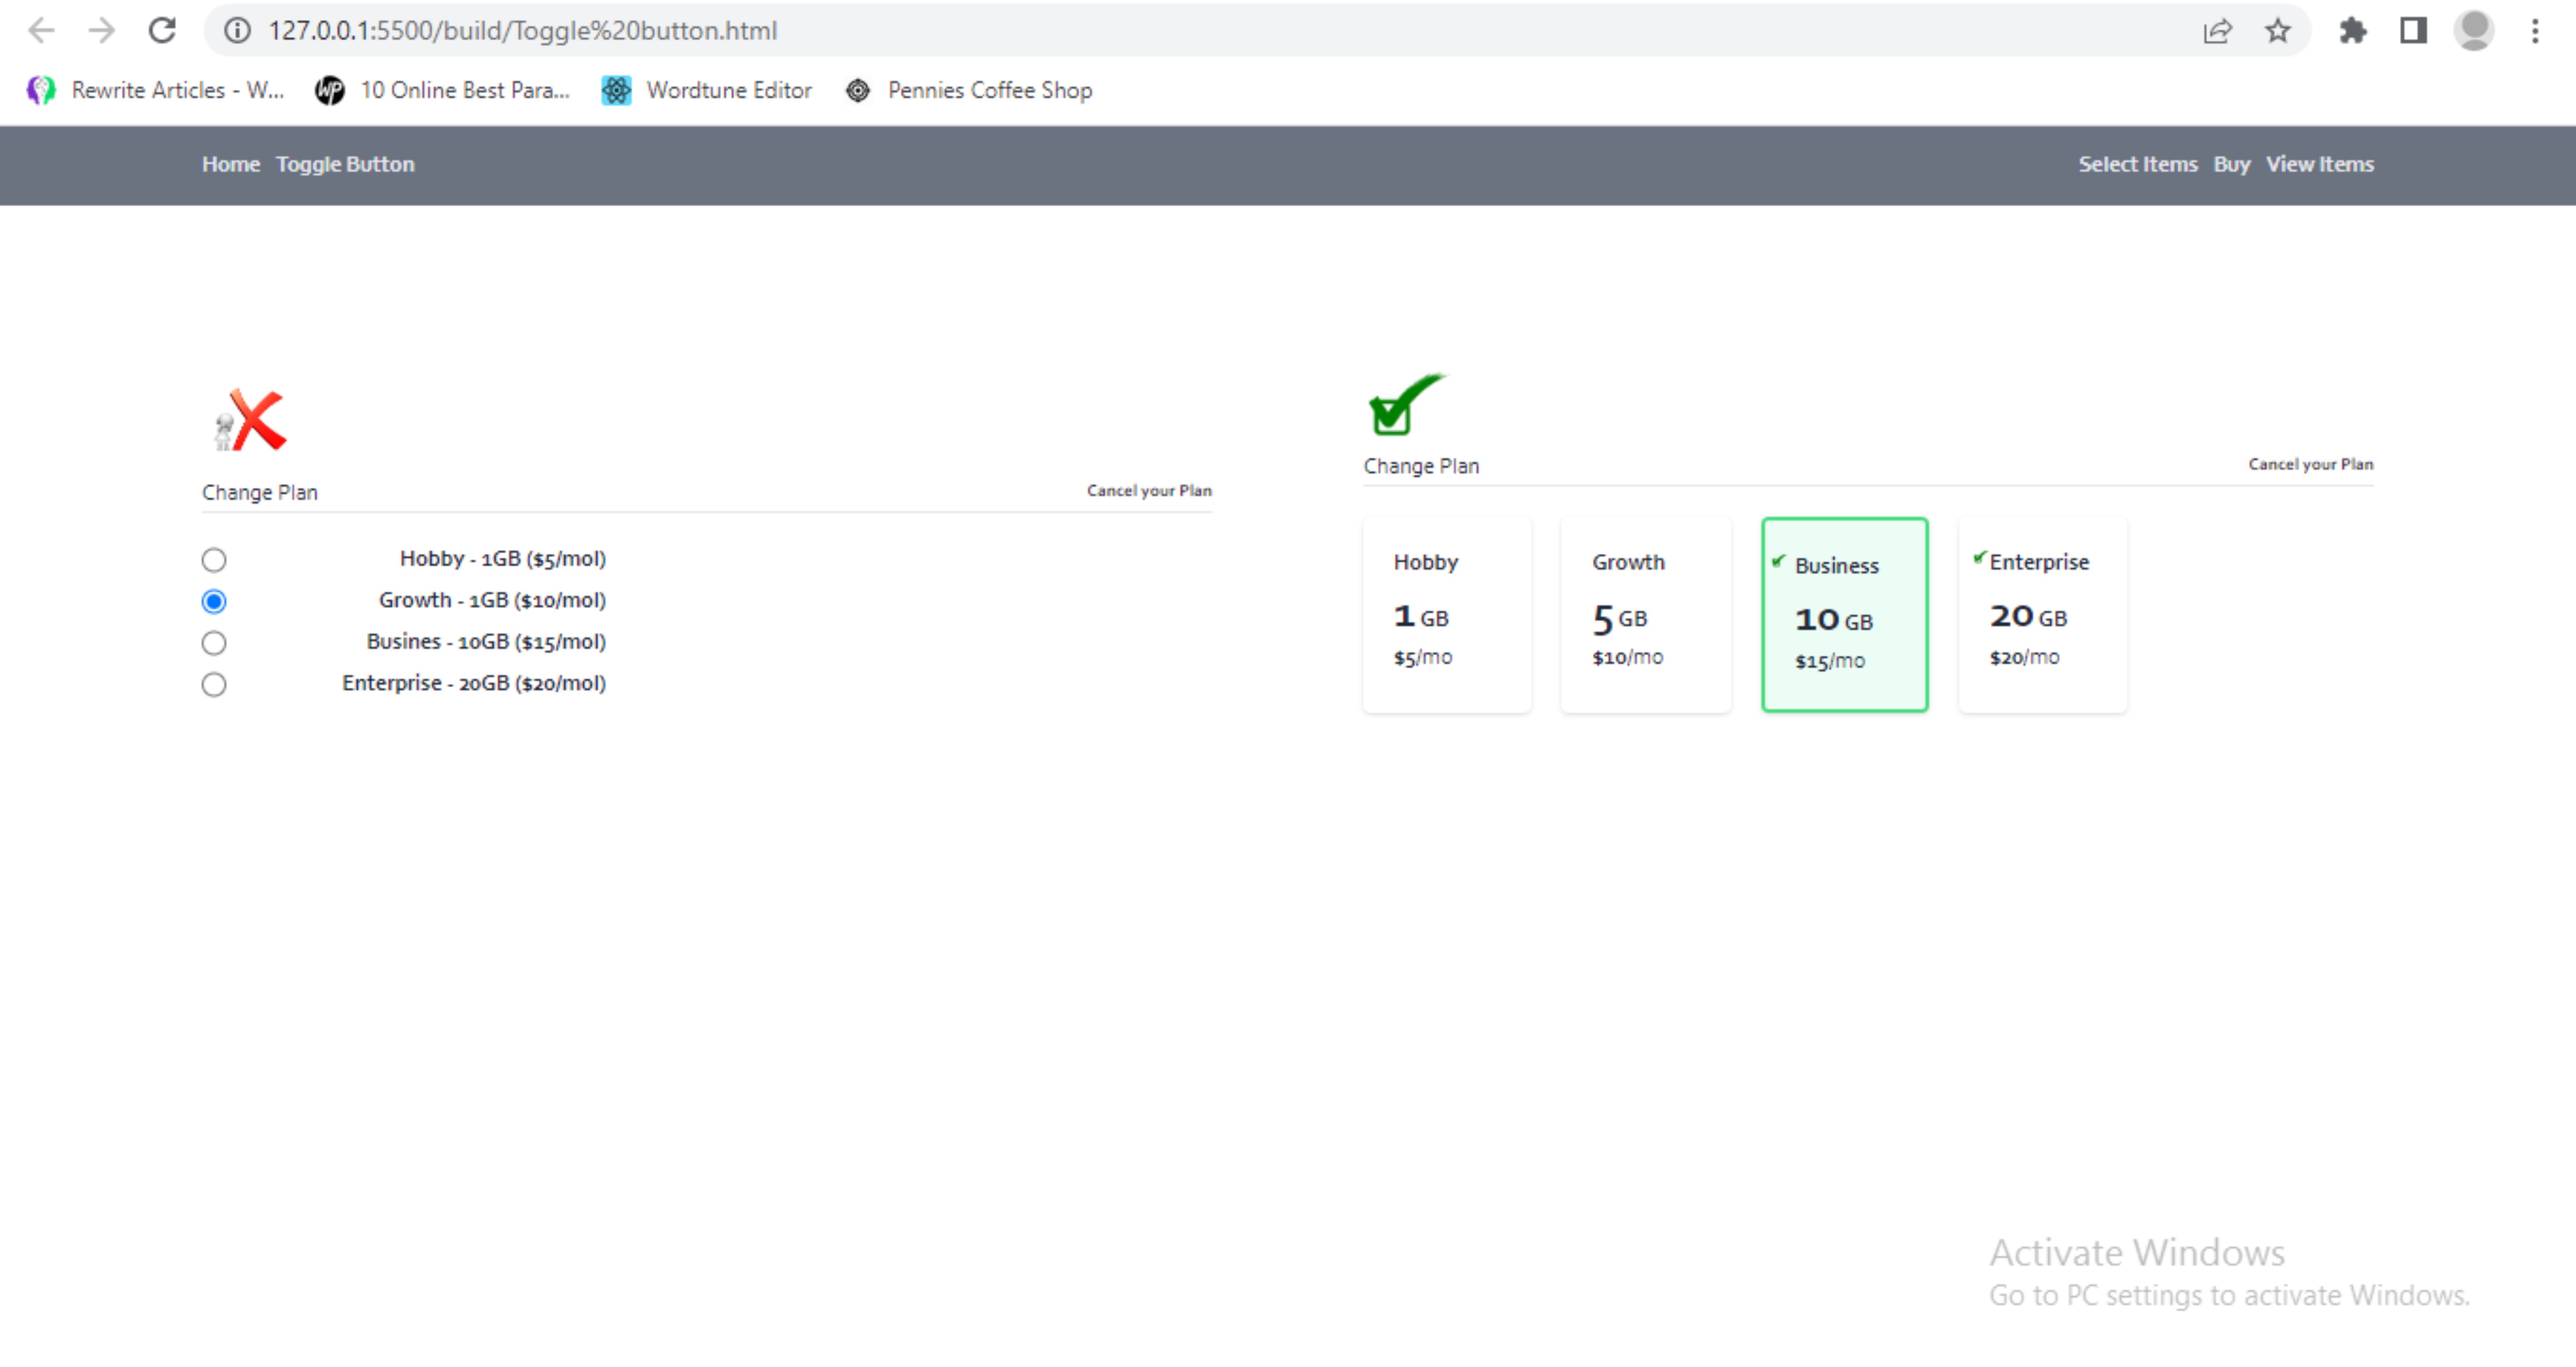 127.0.0.1:5500/build/Toggle%20button.html
Rewrite Articles - W... 10 Online Best Para... Wordtune Editor Pennies Coffee Shop
Home Toggle Button Select Items Buy View Items
Change Plan Cancel your Plan
Hobby - 1GB ($5/mol)
Growth - 1GB ($10/mol)
Busines - 10GB ($15/mol)
Enterprise - 20GB ($20/mol)
Change Plan Cancel your Plan
Hobby
1 GB
$5/mo
Growth
5 GB
$10/mo
Business
10 GB
$15/mo
Enterprise
20 GB
$20/mo
Activate Windows
Go to PC settings to activate Windows.